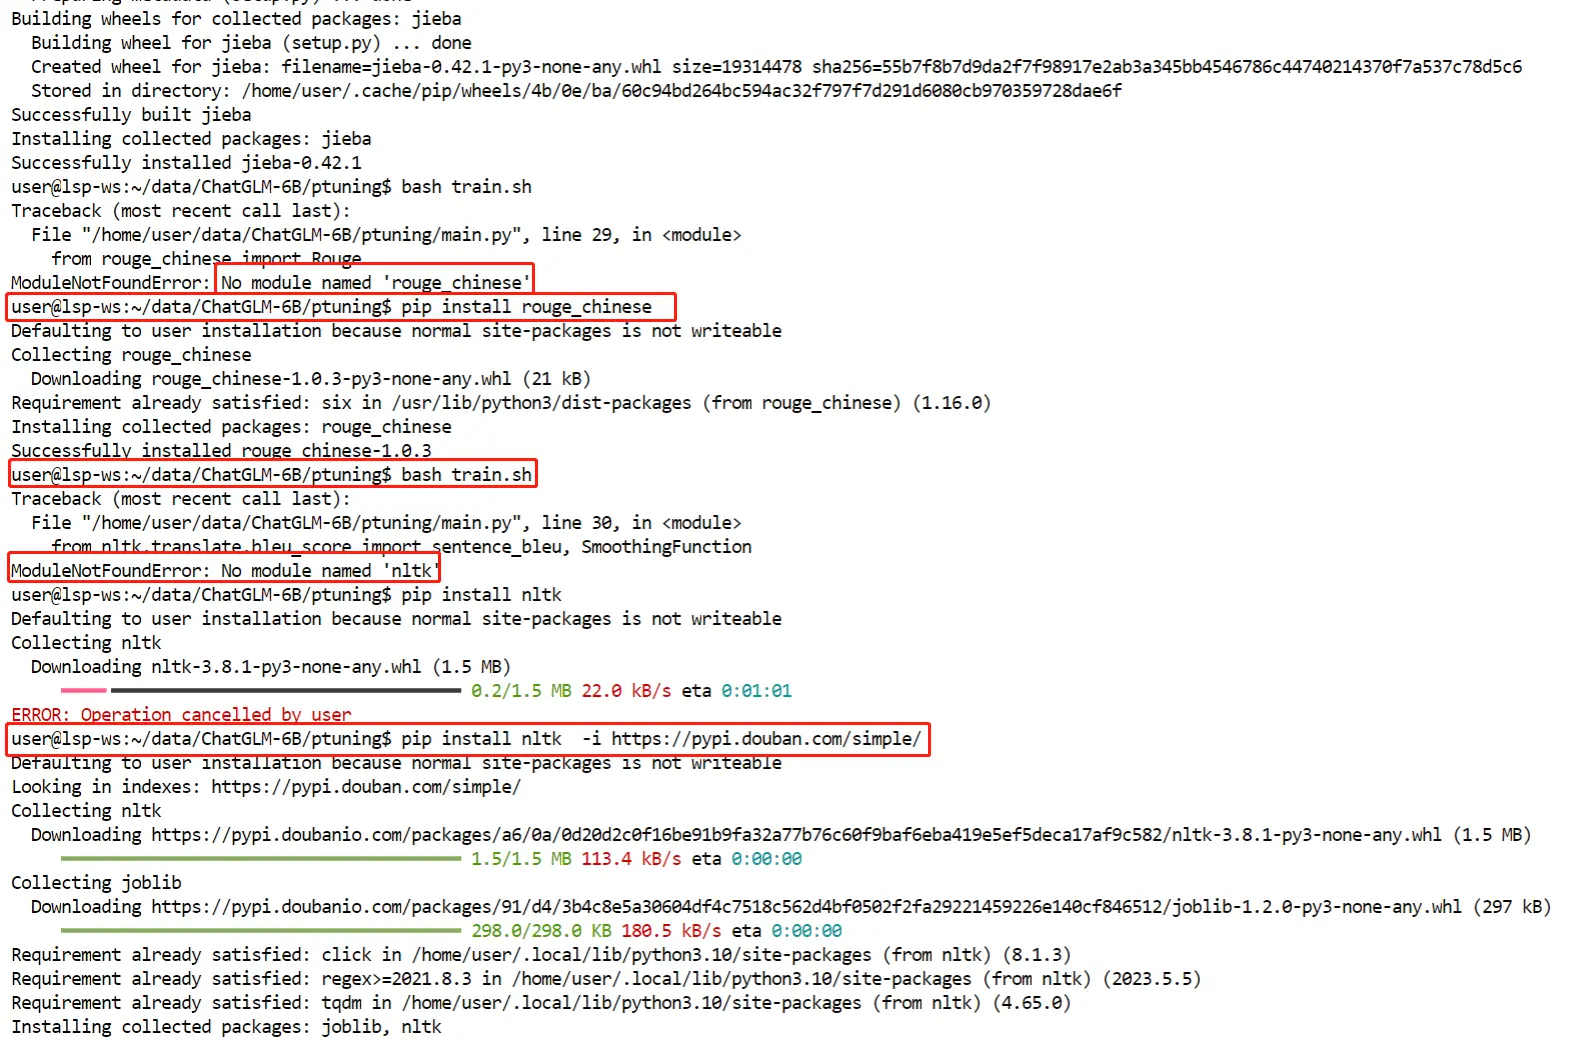 Preparing metadata (setup.py) ... done
Building wheels for collected packages: jieba
Building wheel for jieba (setup.py) ... done
Created wheel for jieba: filename=jieba-0.42.1-py3-none-any.whl size=19314478 sha256=55b7f8b7d9da2f7f98917e2ab3a345bb4546786c44740214370f7a537c78d5c6
Stored in directory: /home/user/.cache/pip/wheels/4b/0e/ba/60c94bd264bc594ac32f797f7d291d6080cb970359728dae6f
Successfully built jieba
Installing collected packages: jieba
Successfully installed jieba-0.42.1
user@lsp-ws:~/data/ChatGLM-6B/ptuning$ bash train.sh
Traceback (most recent call last):
File "/home/user/data/ChatGLM-6B/ptuning/main.py", line 29, in <module>
from rouge_chinese import Rouge
ModuleNotFoundError: No module named 'rouge_chinese'
user@lsp-ws:~/data/ChatGLM-6B/ptuning$ pip install rouge_chinese
Defaulting to user installation because normal site-packages is not writeable
Collecting rouge_chinese
Downloading rouge_chinese-1.0.3-py3-none-any.whl (21 kB)
Requirement already satisfied: six in /usr/lib/python3/dist-packages (from rouge_chinese) (1.16.0)
Installing collected packages: rouge_chinese
Successfully installed rouge_chinese-1.0.3
user@lsp-ws:~/data/ChatGLM-6B/ptuning$ bash train.sh
Traceback (most recent call last):
File "/home/user/data/ChatGLM-6B/ptuning/main.py", line 30, in <module>
from nltk.translate.bleu_score import sentence_bleu, SmoothingFunction
ModuleNotFoundError: No module named 'nltk'
user@lsp-ws:~/data/ChatGLM-6B/ptuning$ pip install nltk
Defaulting to user installation because normal site-packages is not writeable
Collecting nltk
Downloading nltk-3.8.1-py3-none-any.whl (1.5 MB)
0.2/1.5 MB 22.0 kB/s eta 0:01:01
ERROR: Operation cancelled by user
user@lsp-ws:~/data/ChatGLM-6B/ptuning$ pip install nltk  -i https://pypi.douban.com/simple/
Defaulting to user installation because normal site-packages is not writeable
Looking in indexes: https://pypi.douban.com/simple/
Collecting nltk
Downloading https://pypi.doubanio.com/packages/a6/0a/0d20d2c0f16be91b9fa32a77b76c60f9baf6eba419e5ef5deca17af9c582/nltk-3.8.1-py3-none-any.whl (1.5 MB)
1.5/1.5 MB 113.4 kB/s eta 0:00:00
Collecting joblib
Downloading https://pypi.doubanio.com/packages/91/d4/3b4c8e5a30604df4c7518c562d4bf0502f2fa29221459226e140cf846512/joblib-1.2.0-py3-none-any.whl (297 kB)
298.0/298.0 KB 180.5 kB/s eta 0:00:00
Requirement already satisfied: click in /home/user/.local/lib/python3.10/site-packages (from nltk) (8.1.3)
Requirement already satisfied: regex>=2021.8.3 in /home/user/.local/lib/python3.10/site-packages (from nltk) (2023.5.5)
Requirement already satisfied: tqdm in /home/user/.local/lib/python3.10/site-packages (from nltk) (4.65.0)
Installing collected packages: joblib, nltk